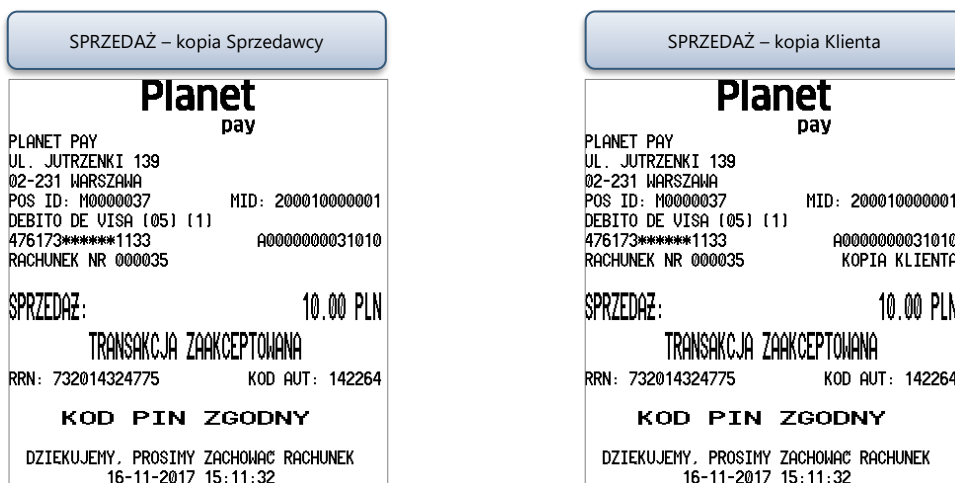 SPRZEDAŻ – kopia Sprzedawcy
Planet
pay
PLANET PAY
UL. JUTRZENKI 139
02-231 WARSZAWA
POS ID: M0000037 MID: 200010000001
DEBITO DE VISA (05) (1)
476173******1133 A0000000031010
RACHUNEK NR 000035
SPRZEDAŻ: 10.00 PLN
TRANSAKCJA ZAAKCEPTOWANA
RRN: 732014324775 KOD AUT: 142264
KOD PIN ZGODNY
DZIEKUJEMY, PROSIMY ZACHOWAĆ RACHUNEK
16-11-2017 15:11:32
SPRZEDAŻ – kopia Klienta
Planet
pay
PLANET PAY
UL. JUTRZENKI 139
02-231 WARSZAWA
POS ID: M0000037 MID: 200010000001
DEBITO DE VISA (05) (1)
476173******1133 A0000000031010
RACHUNEK NR 000035 KOPIA KLIENTA
SPRZEDAŻ: 10.00 PLN
TRANSAKCJA ZAAKCEPTOWANA
RRN: 732014324775 KOD AUT: 142264
KOD PIN ZGODNY
DZIEKUJEMY, PROSIMY ZACHOWAĆ RACHUNEK
16-11-2017 15:11:32